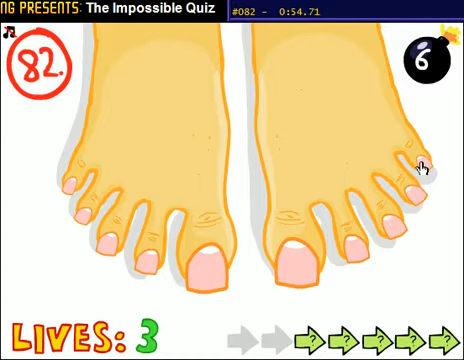 NG PRESENTS: The Impossible Quiz
#082 - 0:54.71
82.
6
LIVES: 3
? ? ? ? ?